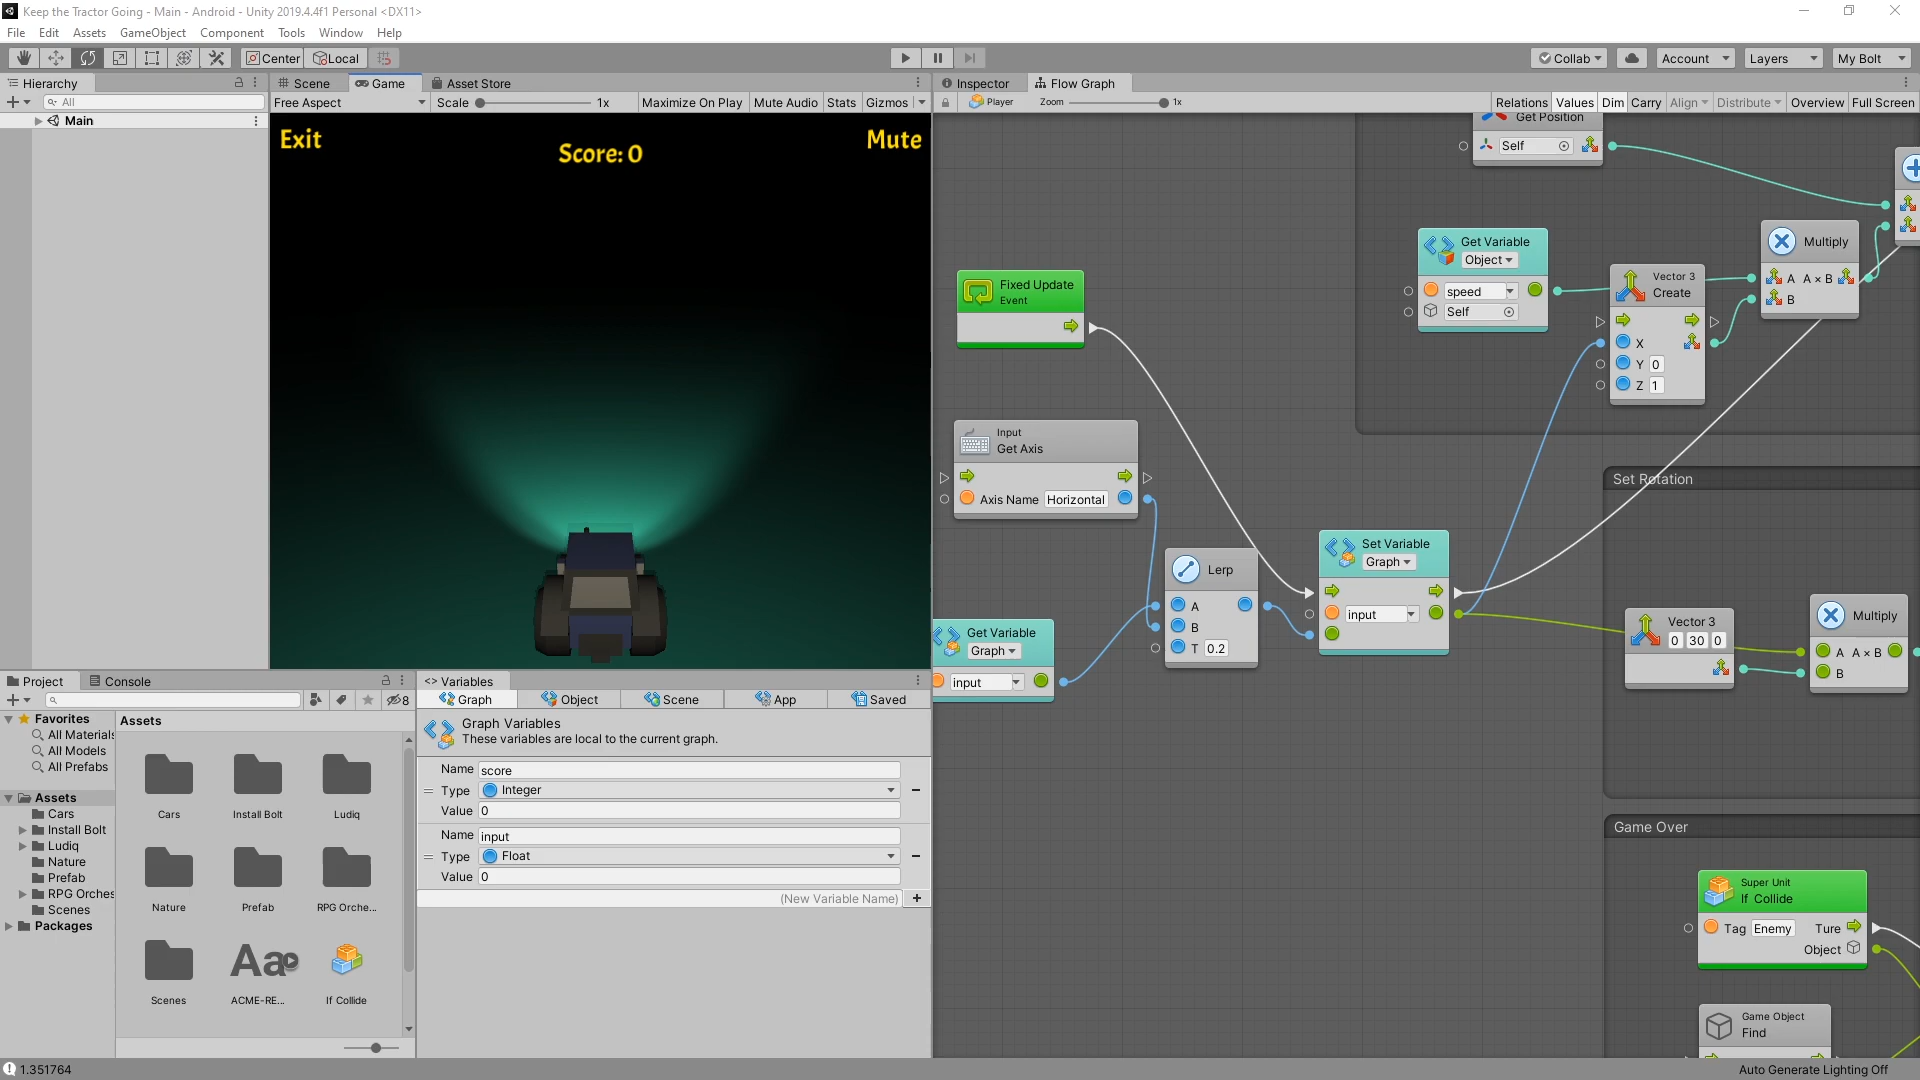 Keep the Tractor Going - Main - Android - Unity 2019.4.4f1 Personal <DX11>
File Edit Assets GameObject Component Tools Window Help
Center Local Collab Account Layers My Bolt
Hierarchy Scene Game Asset Store Inspector Flow Graph
All Free Aspect Scale 1x Maximize On Play Mute Audio Stats Gizmos Player Zoom 1x Relations Values Dim Carry Align Distribute Overview Full Screen
Main
Exit
Score: 0
Mute
Get Position
Self
Get Variable
Object
speed
Self
Vector 3
Create
X
Y 0
Z 1
Multiply
A A × B
B
Fixed Update
Event
Input
Get Axis
Axis Name Horizontal
Get Variable
Graph
input
Lerp
A
B
T 0.2
Set Variable
Graph
input
Set Rotation
Vector 3
0 30 0
Multiply
A A × B
B
Game Over
Super Unit
If Collide
Tag Enemy Ture
Object
Game Object
Find
Project Console
8
Favorites
All Materials
All Models
All Prefabs
Assets
Cars
Install Bolt
Ludiq
Nature
Prefab
RPG Orches
Scenes
Packages
Assets
Cars Install Bolt Ludiq
Nature Prefab RPG Orche...
Aa
Scenes ACME-RE... If Collide
<> Variables
Graph Object Scene App Saved
Graph Variables
These variables are local to the current graph.
Name score
Type Integer
Value 0
Name input
Type Float
Value 0
(New Variable Name)
1.351764
Auto Generate Lighting Off